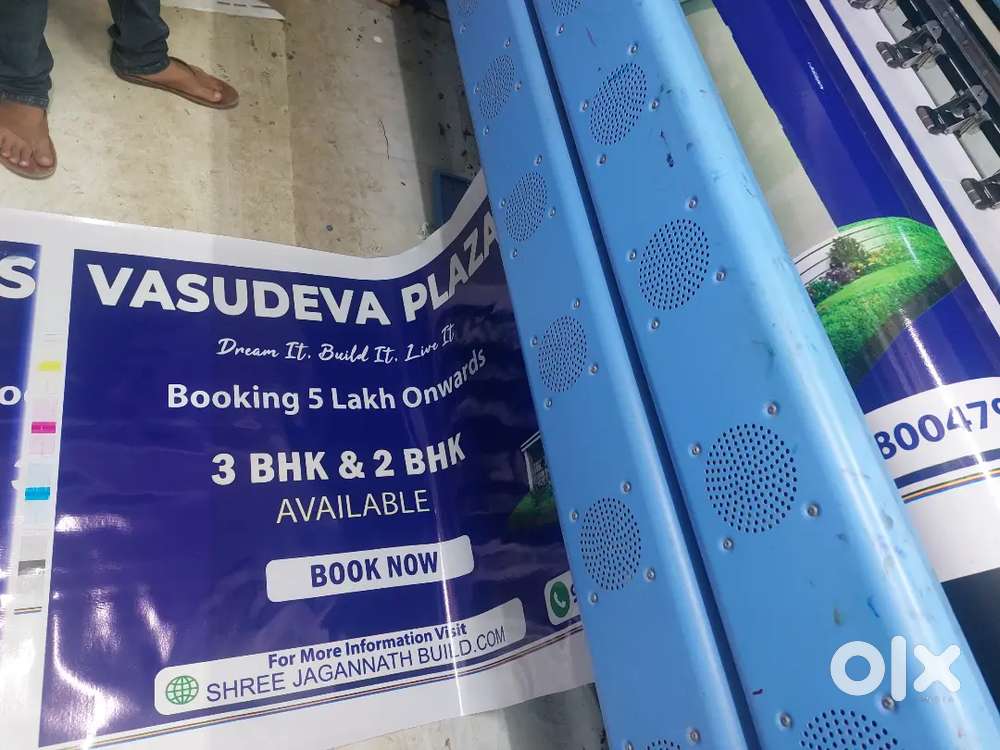 VASUDEVA PLAZA
Dream It. Build It. Live It
Booking 5 Lakh Onwards
3 BHK & 2 BHK
AVAILABLE
BOOK NOW
For More Information Visit
SHREE JAGANNATH BUILD.COM
S
9
800479
olx